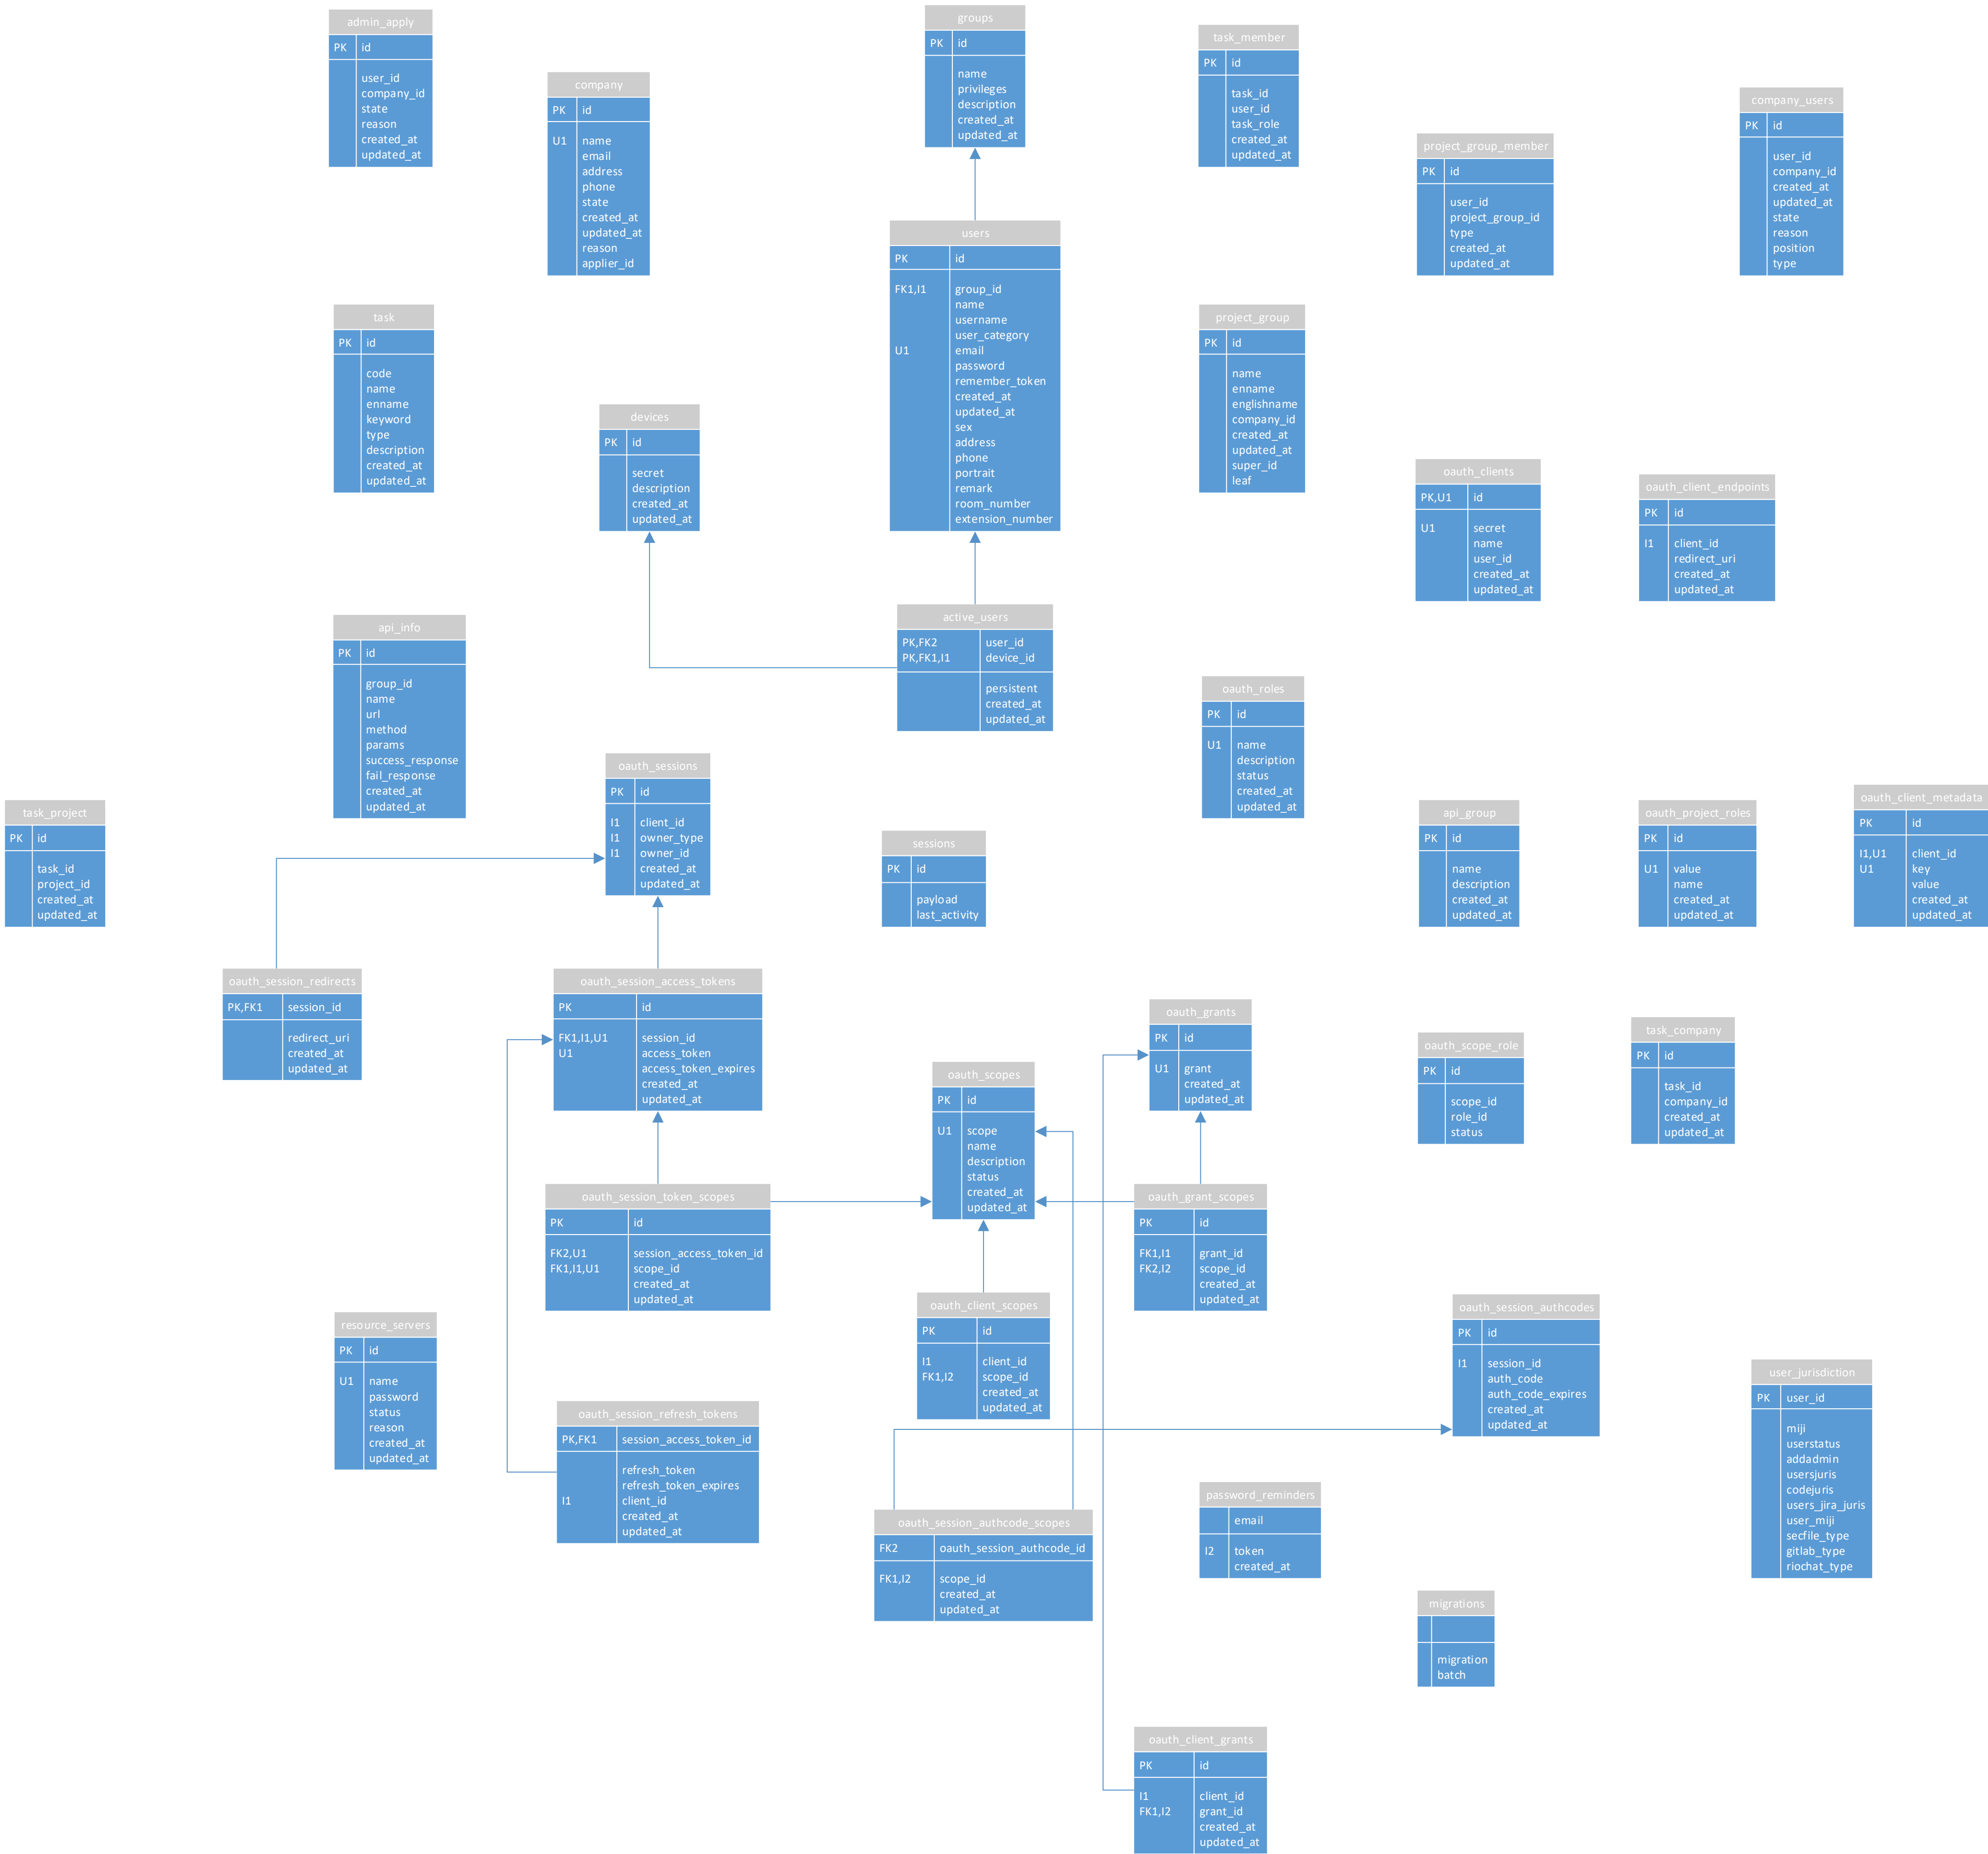 admin_apply
PK id
user_id
company_id
state
reason
created_at
updated_at
company
PK id
U1 name
email
address
phone
state
created_at
updated_at
reason
applier_id
groups
PK id
name
privileges
description
created_at
updated_at
task_member
PK id
task_id
user_id
task_role
created_at
updated_at
project_group_member
PK id
user_id
project_group_id
type
created_at
updated_at
company_users
PK id
user_id
company_id
created_at
updated_at
state
reason
position
type
users
PK id
FK1,I1 group_id
name
username
user_category
U1 email
password
remember_token
created_at
updated_at
sex
address
phone
portrait
remark
room_number
extension_number
task
PK id
code
name
enname
keyword
type
description
created_at
updated_at
devices
PK id
secret
description
created_at
updated_at
project_group
PK id
name
enname
englishname
company_id
created_at
updated_at
super_id
leaf
oauth_clients
PK,U1 id
U1 secret
name
user_id
created_at
updated_at
oauth_client_endpoints
PK id
I1 client_id
redirect_uri
created_at
updated_at
active_users
PK,FK2 user_id
PK,FK1,I1 device_id
persistent
created_at
updated_at
api_info
PK id
group_id
name
url
method
params
success_response
fail_response
created_at
updated_at
oauth_roles
PK id
U1 name
description
status
created_at
updated_at
oauth_sessions
PK id
I1 client_id
I1 owner_type
I1 owner_id
created_at
updated_at
task_project
PK id
task_id
project_id
created_at
updated_at
sessions
PK id
payload
last_activity
api_group
PK id
name
description
created_at
updated_at
oauth_project_roles
PK id
U1 value
name
created_at
updated_at
oauth_client_metadata
PK id
I1,U1 client_id
U1 key
value
created_at
updated_at
oauth_session_redirects
PK,FK1 session_id
redirect_uri
created_at
updated_at
oauth_session_access_tokens
PK id
FK1,I1,U1 session_id
U1 access_token
access_token_expires
created_at
updated_at
oauth_grants
PK id
U1 grant
created_at
updated_at
oauth_scope_role
PK id
scope_id
role_id
status
task_company
PK id
task_id
company_id
created_at
updated_at
oauth_scopes
PK id
U1 scope
name
description
status
created_at
updated_at
oauth_session_token_scopes
PK id
FK2,U1 session_access_token_id
FK1,I1,U1 scope_id
created_at
updated_at
oauth_grant_scopes
PK id
FK1,I1 grant_id
FK2,I2 scope_id
created_at
updated_at
oauth_client_scopes
PK id
I1 client_id
FK1,I2 scope_id
created_at
updated_at
resource_servers
PK id
U1 name
password
status
reason
created_at
updated_at
oauth_session_authcodes
PK id
I1 session_id
auth_code
auth_code_expires
created_at
updated_at
user_jurisdiction
PK user_id
miji
userstatus
addadmin
usersjuris
codejuris
users_jira_juris
user_miji
secfile_type
gitlab_type
riochat_type
oauth_session_refresh_tokens
PK,FK1 session_access_token_id
refresh_token
refresh_token_expires
I1 client_id
created_at
updated_at
oauth_session_authcode_scopes
FK2 oauth_session_authcode_id
FK1,I2 scope_id
created_at
updated_at
password_reminders
email
I2 token
created_at
migrations
migration
batch
oauth_client_grants
PK id
I1 client_id
FK1,I2 grant_id
created_at
updated_at